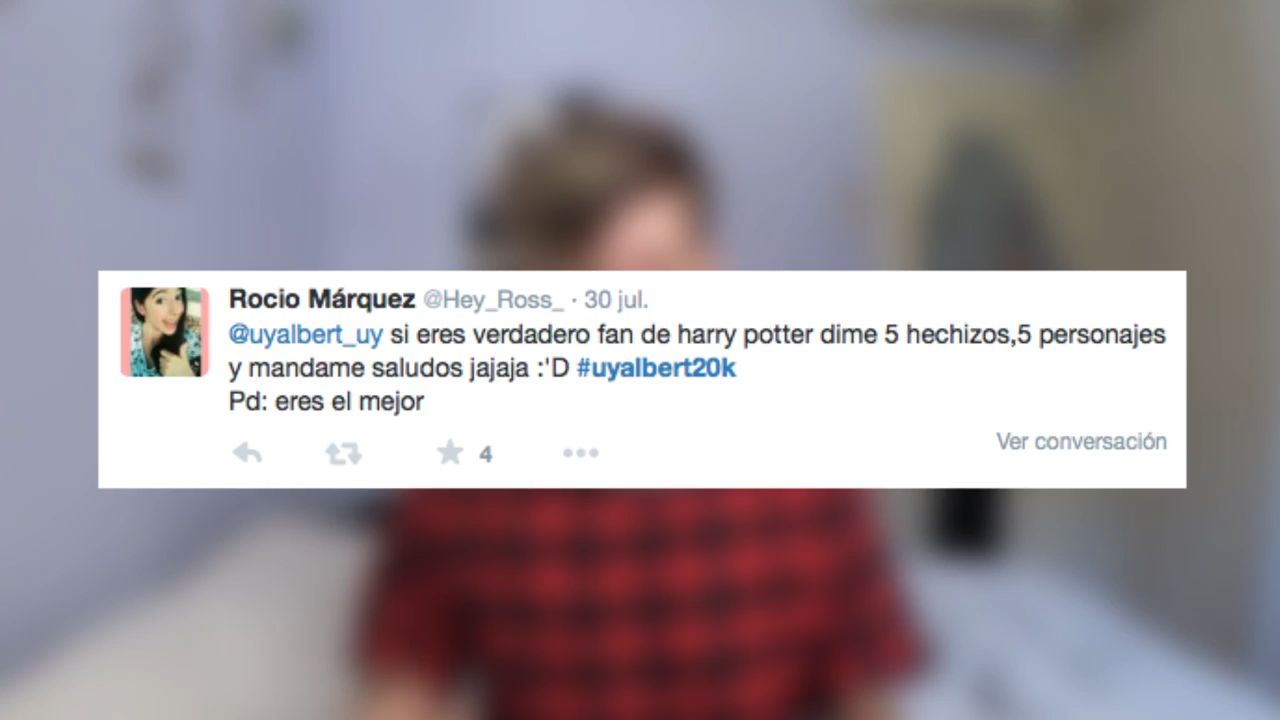 Rocio Márquez @Hey_Ross_ · 30 jul.
@uyalbert_uy si eres verdadero fan de harry potter dime 5 hechizos,5 personajes
y mandame saludos jajaja :'D #uyalbert20k
Pd: eres el mejor
4
Ver conversación